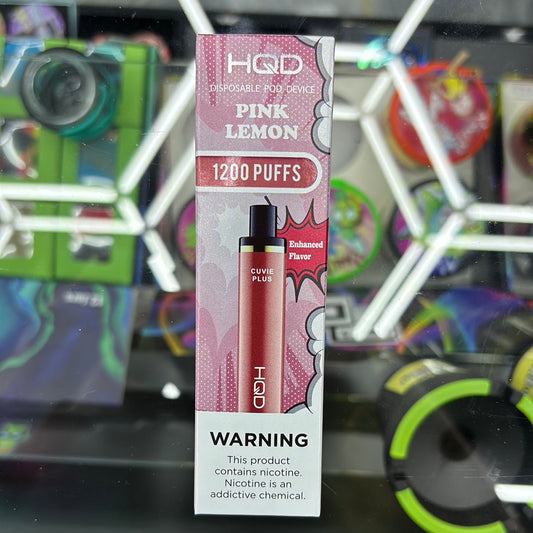 HQD
DISPOSABLE POD DEVICE
PINK
LEMON
1200 PUFFS
Enhanced
Flavor
CUVIE
PLUS
HQD
WARNING
This product
contains nicotine.
Nicotine is an
addictive chemical.